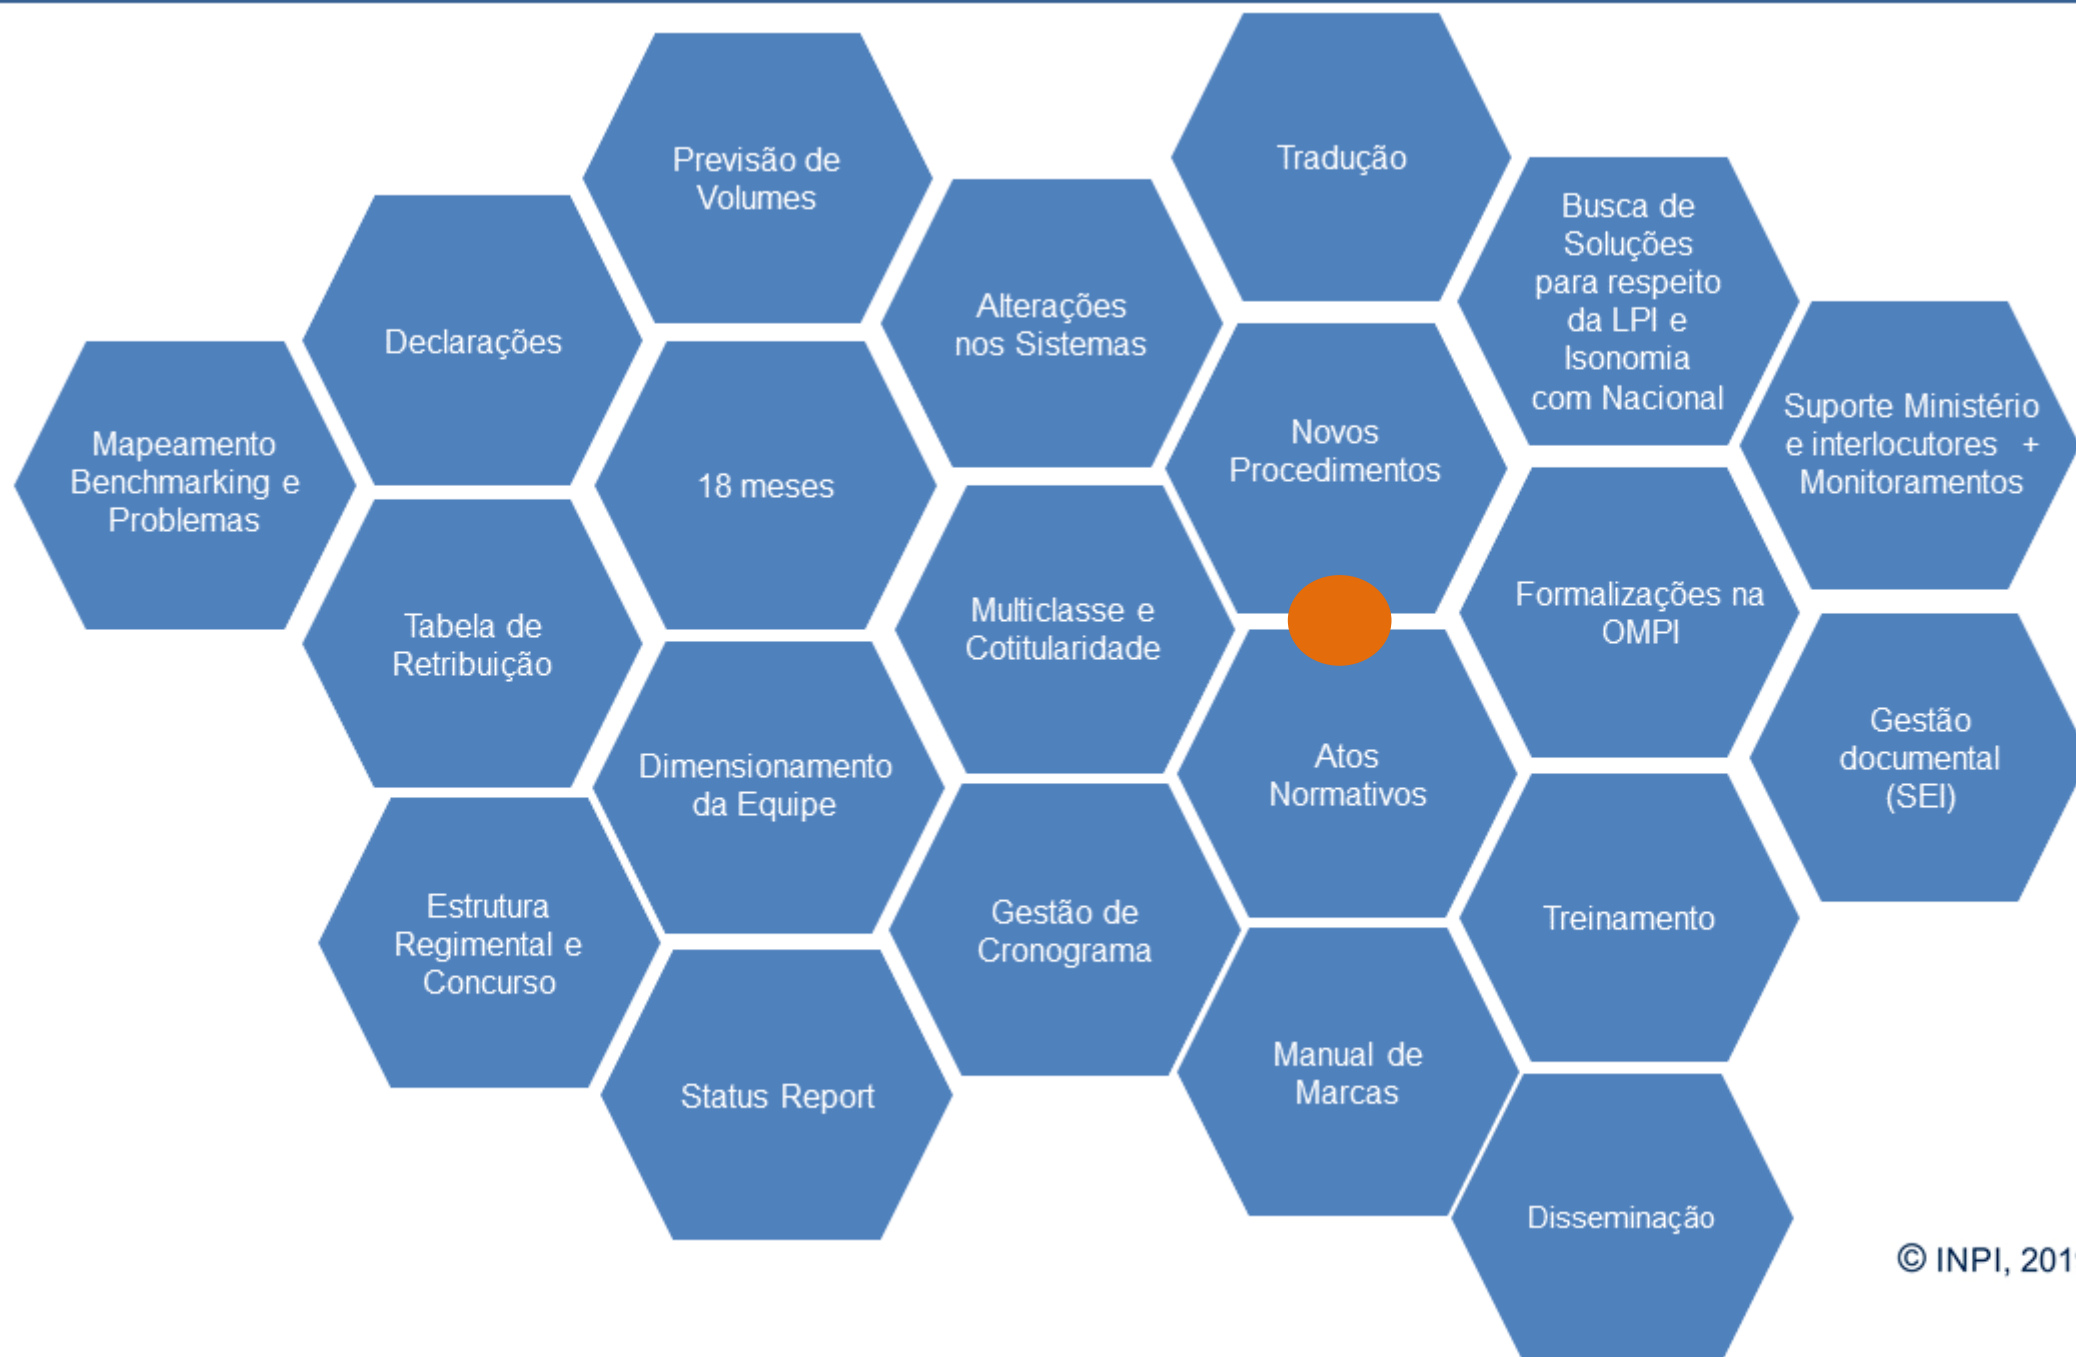 Previsão de
Volumes
Tradução
Declarações
Alterações
nos Sistemas
Busca de
Soluções
para respeito
da LPI e
Isonomia
com Nacional
Mapeamento
Benchmarking e
Problemas
18 meses
Novos
Procedimentos
Suporte Ministério
e interlocutores +
Monitoramentos
Tabela de
Retribuição
Multiclasse e
Cotitularidade
Formalizações na
OMPI
Dimensionamento
da Equipe
Atos
Normativos
Gestão
documental
(SEI)
Estrutura
Regimental e
Concurso
Gestão de
Cronograma
Treinamento
Status Report
Manual de
Marcas
Disseminação
© INPI, 201